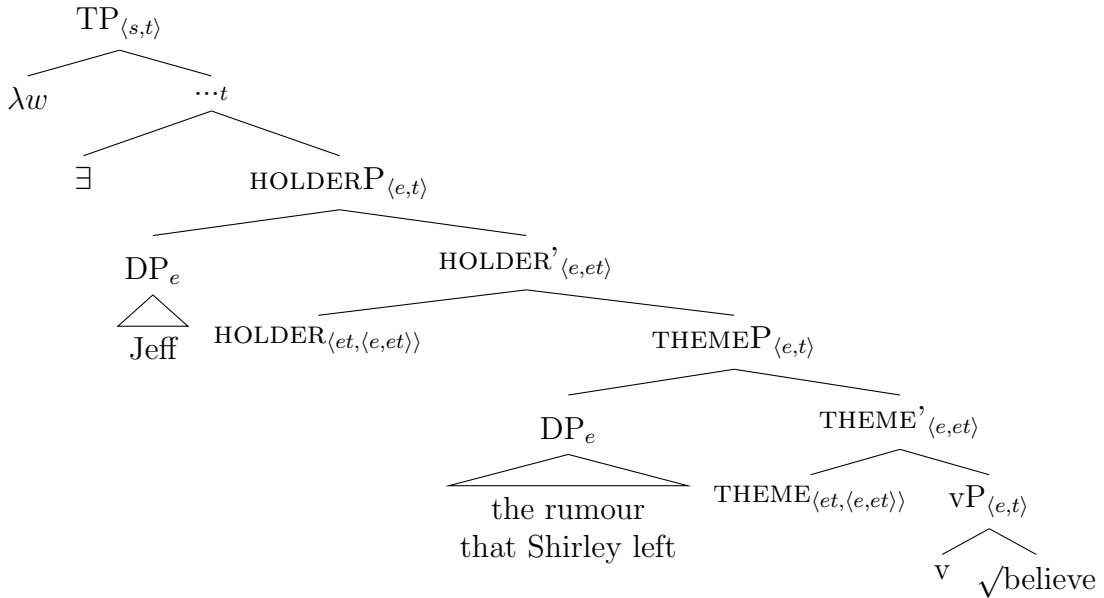 TP⟨s,t⟩
λw ...t
∃ HOLDERP⟨e,t⟩
DPe HOLDER’⟨e,et⟩
Jeff HOLDER⟨et,⟨e,et⟩⟩ THEMEP⟨e,t⟩
DPe THEME’⟨e,et⟩
the rumour
that Shirley left
THEME⟨et,⟨e,et⟩⟩ vP⟨e,t⟩
v √believe